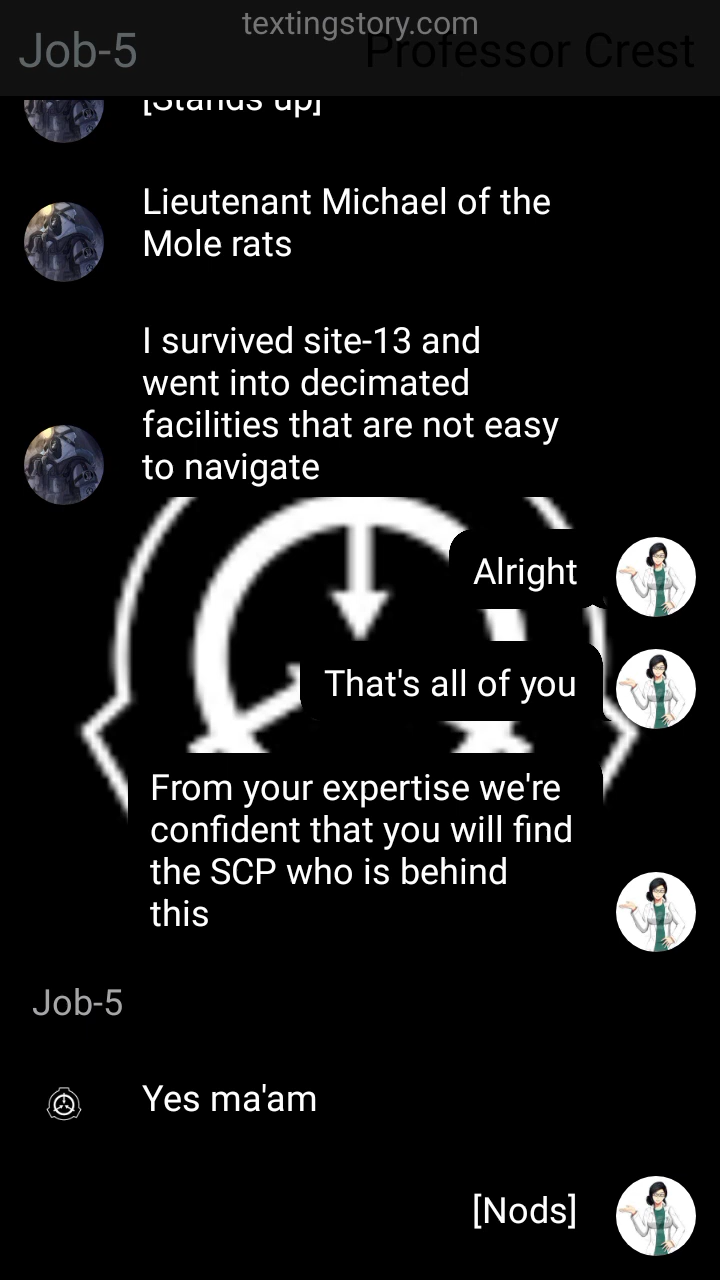 textingstory.com
Job-5
Professor Crest
[Stands up]
Lieutenant Michael of the
Mole rats
I survived site-13 and
went into decimated
facilities that are not easy
to navigate
Alright
That's all of you
From your expertise we're
confident that you will find
the SCP who is behind
this
Job-5
Yes ma'am
[Nods]